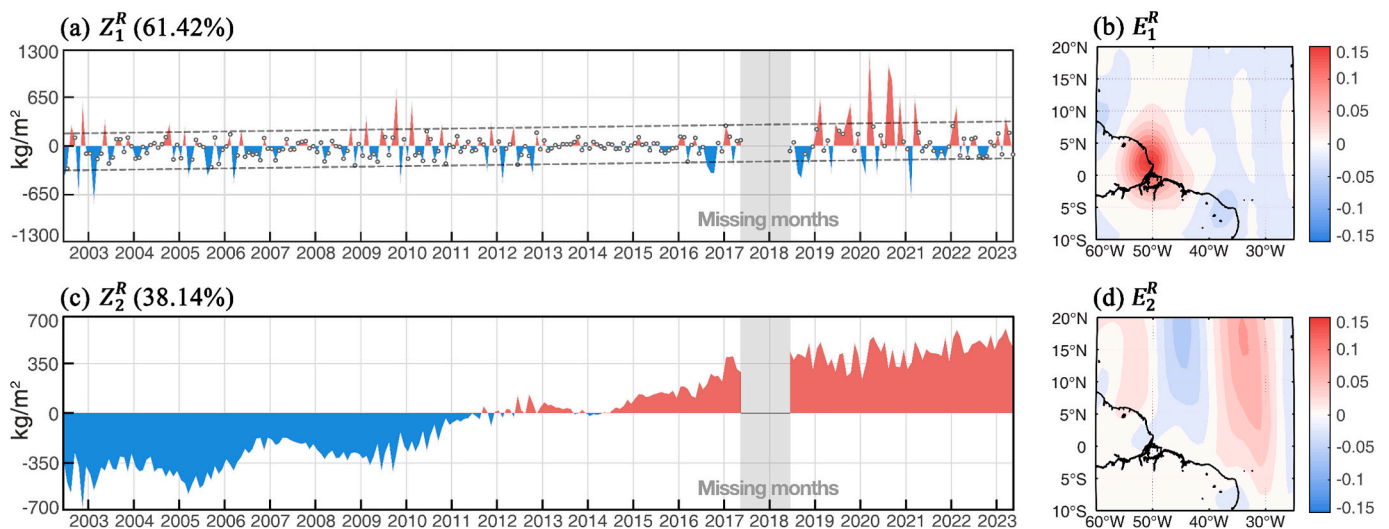 (a) Z₁ᴿ (61.42%)
1300
650
0
-650
-1300
kg/m²
Missing months
2003 2004 2005 2006 2007 2008 2009 2010 2011 2012 2013 2014 2015 2016 2017 2018 2019 2020 2021 2022 2023
(b) E₁ᴿ
20°N
15°N
10°N
5°N
0
5°S
10°S
60°W 50°W 40°W 30°W
0.15
0.10
0.05
0
-0.05
-0.1
-0.15
(c) Z₂ᴿ (38.14%)
700
350
0
-350
-700
kg/m²
Missing months
2003 2004 2005 2006 2007 2008 2009 2010 2011 2012 2013 2014 2015 2016 2017 2018 2019 2020 2021 2022 2023
(d) E₂ᴿ
20°N
15°N
10°N
5°N
0
5°S
10°S
60°W 50°W 40°W 30°W
0.15
0.10
0.05
0
-0.05
-0.1
-0.15